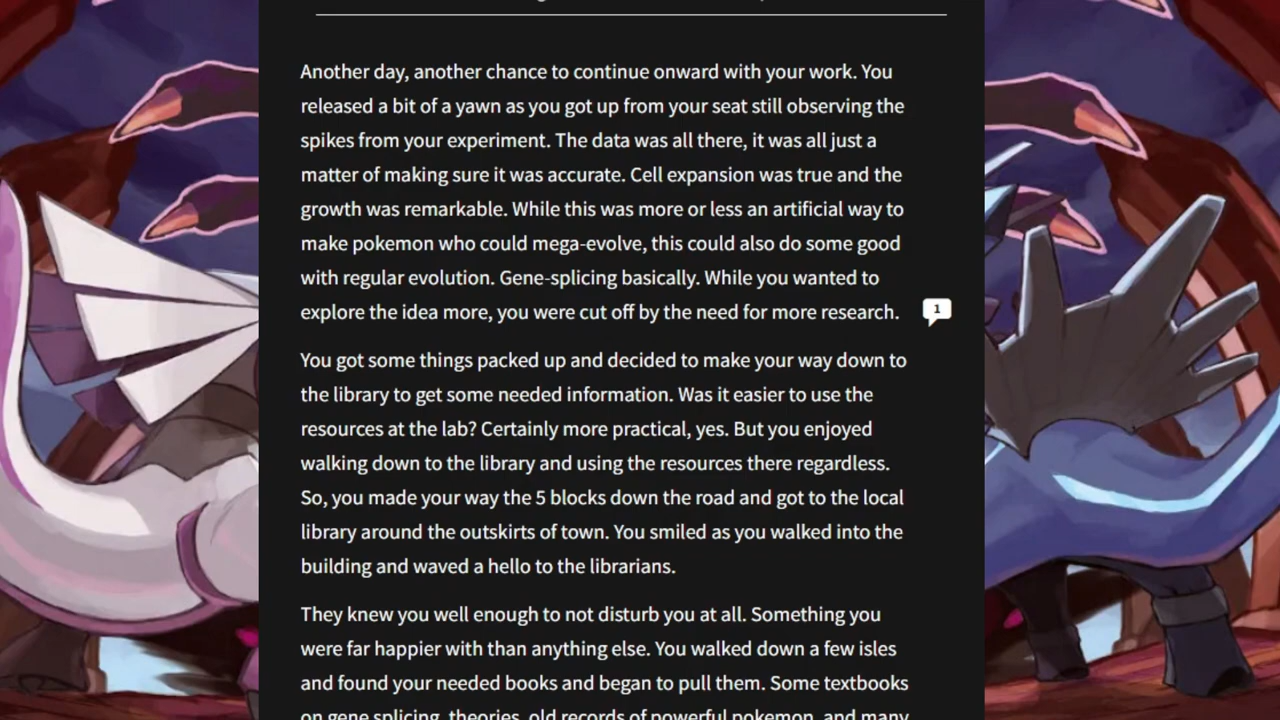 Another day, another chance to continue onward with your work. You
released a bit of a yawn as you got up from your seat still observing the
spikes from your experiment. The data was all there, it was all just a
matter of making sure it was accurate. Cell expansion was true and the
growth was remarkable. While this was more or less an artificial way to
make pokemon who could mega-evolve, this could also do some good
with regular evolution. Gene-splicing basically. While you wanted to
explore the idea more, you were cut off by the need for more research.
1
You got some things packed up and decided to make your way down to
the library to get some needed information. Was it easier to use the
resources at the lab? Certainly more practical, yes. But you enjoyed
walking down to the library and using the resources there regardless.
So, you made your way the 5 blocks down the road and got to the local
library around the outskirts of town. You smiled as you walked into the
building and waved a hello to the librarians.
They knew you well enough to not disturb you at all. Something you
were far happier with than anything else. You walked down a few isles
and found your needed books and began to pull them. Some textbooks
on gene splicing, theories, old records of powerful pokemon, and many